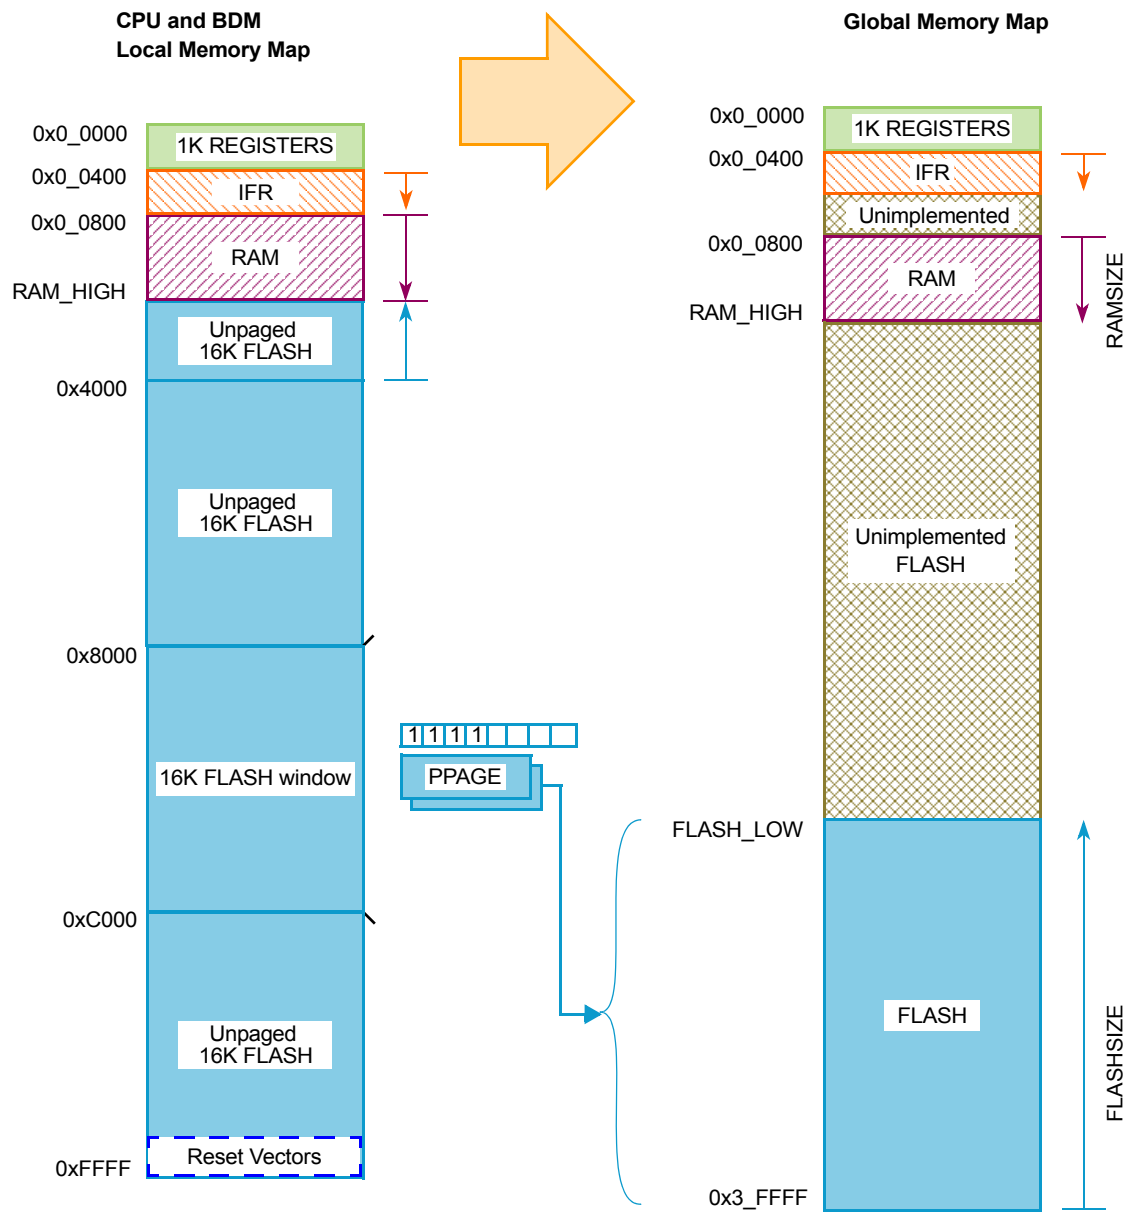 CPU and BDM
Local Memory Map
Global Memory Map
0x0_0000
1K REGISTERS
0x0_0400
IFR
0x0_0800
RAM
RAM_HIGH
Unpaged
16K FLASH
0x4000
Unpaged
16K FLASH
0x8000
16K FLASH window
0xC000
Unpaged
16K FLASH
Reset Vectors
0xFFFF
1 1 1 1
PPAGE
0x0_0000
1K REGISTERS
0x0_0400
IFR
Unimplemented
0x0_0800
RAM
RAM_HIGH
RAMSIZE
Unimplemented
FLASH
FLASH_LOW
FLASH
FLASHSIZE
0x3_FFFF